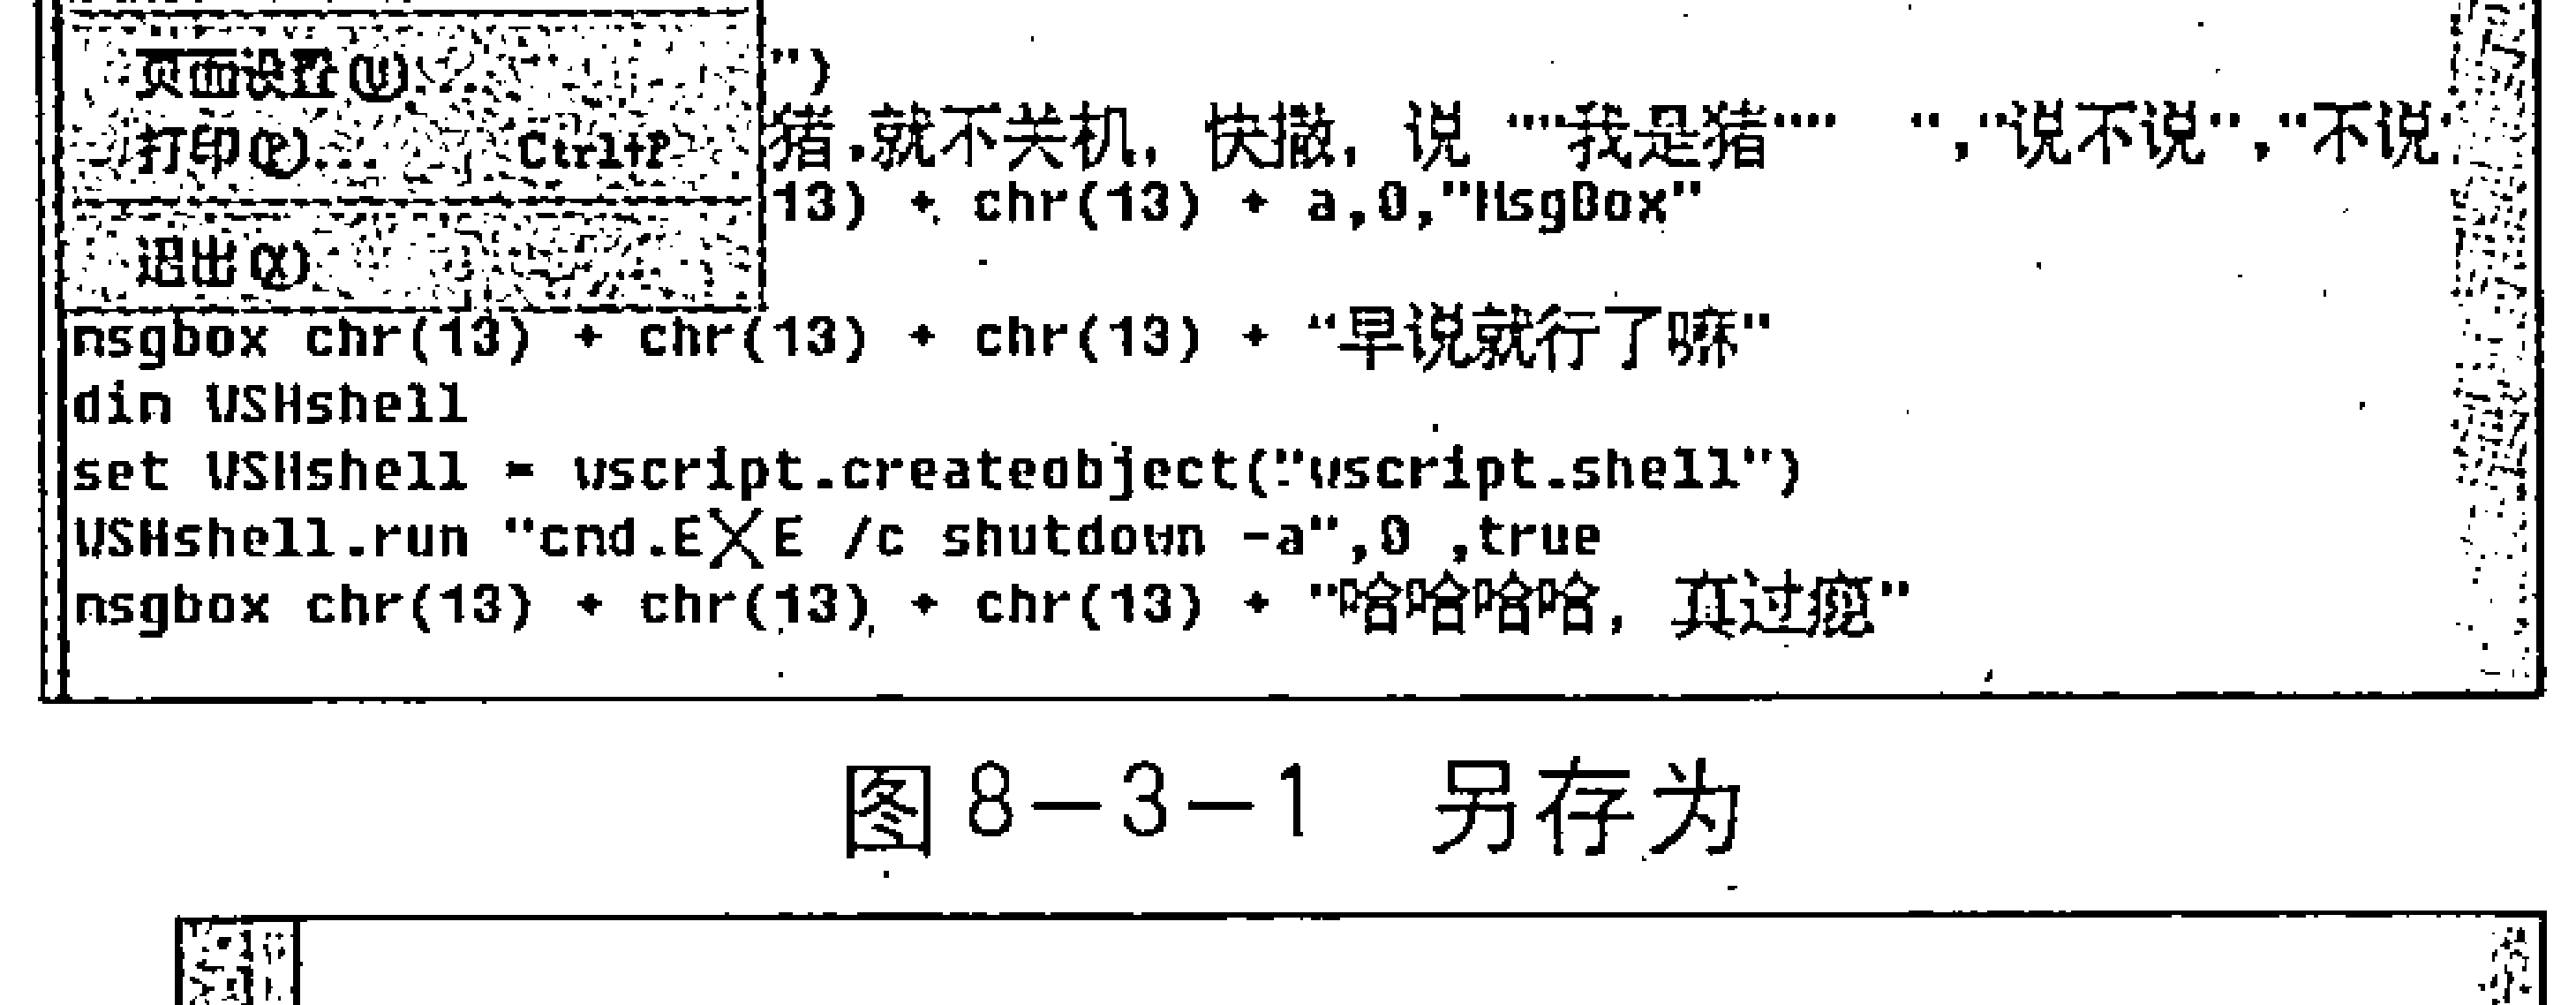 页面设置(U)... ")
打印(P)... Ctrl+P 猪,就不关机, 快撒, 说 ""我是猪"" ","说不说","不说"
13) + chr(13) + a,0,"MsgBox"
退出(X)
msgbox chr(13) + chr(13) + chr(13) + "早说就行了嘛"
dim WSHshell
set WSHshell = wscript.createobject("wscript.shell")
WSHshell.run "cmd.EXE /c shutdown -a",0 ,true
msgbox chr(13) + chr(13) + chr(13) + "哈哈哈哈, 真过瘾"
图8-3-1 另存为